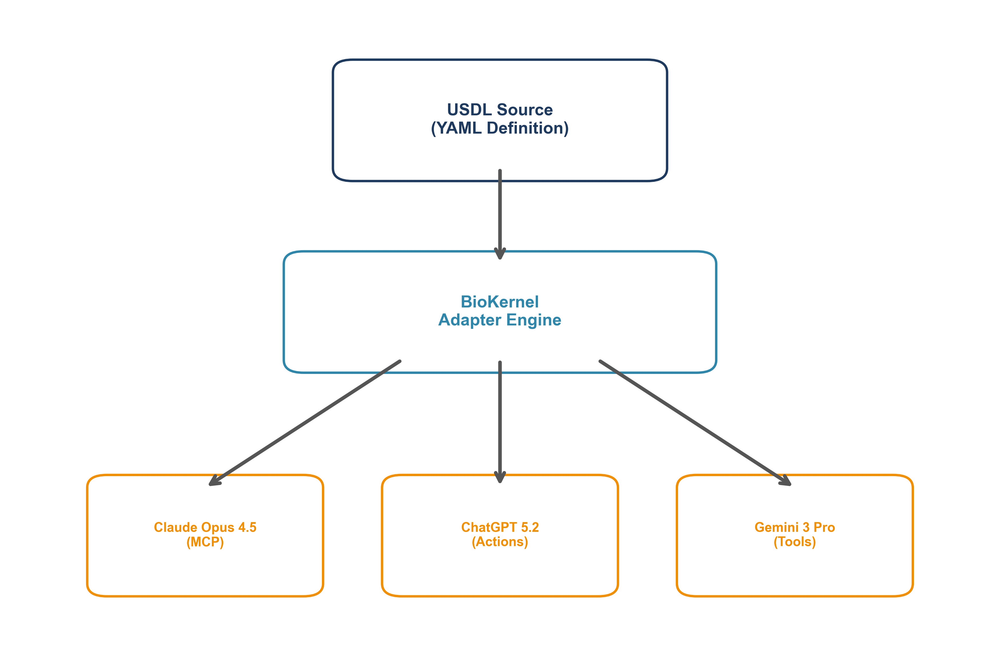 USDL Source
(YAML Definition)
BioKernel
Adapter Engine
Claude Opus 4.5
(MCP)
ChatGPT 5.2
(Actions)
Gemini 3 Pro
(Tools)